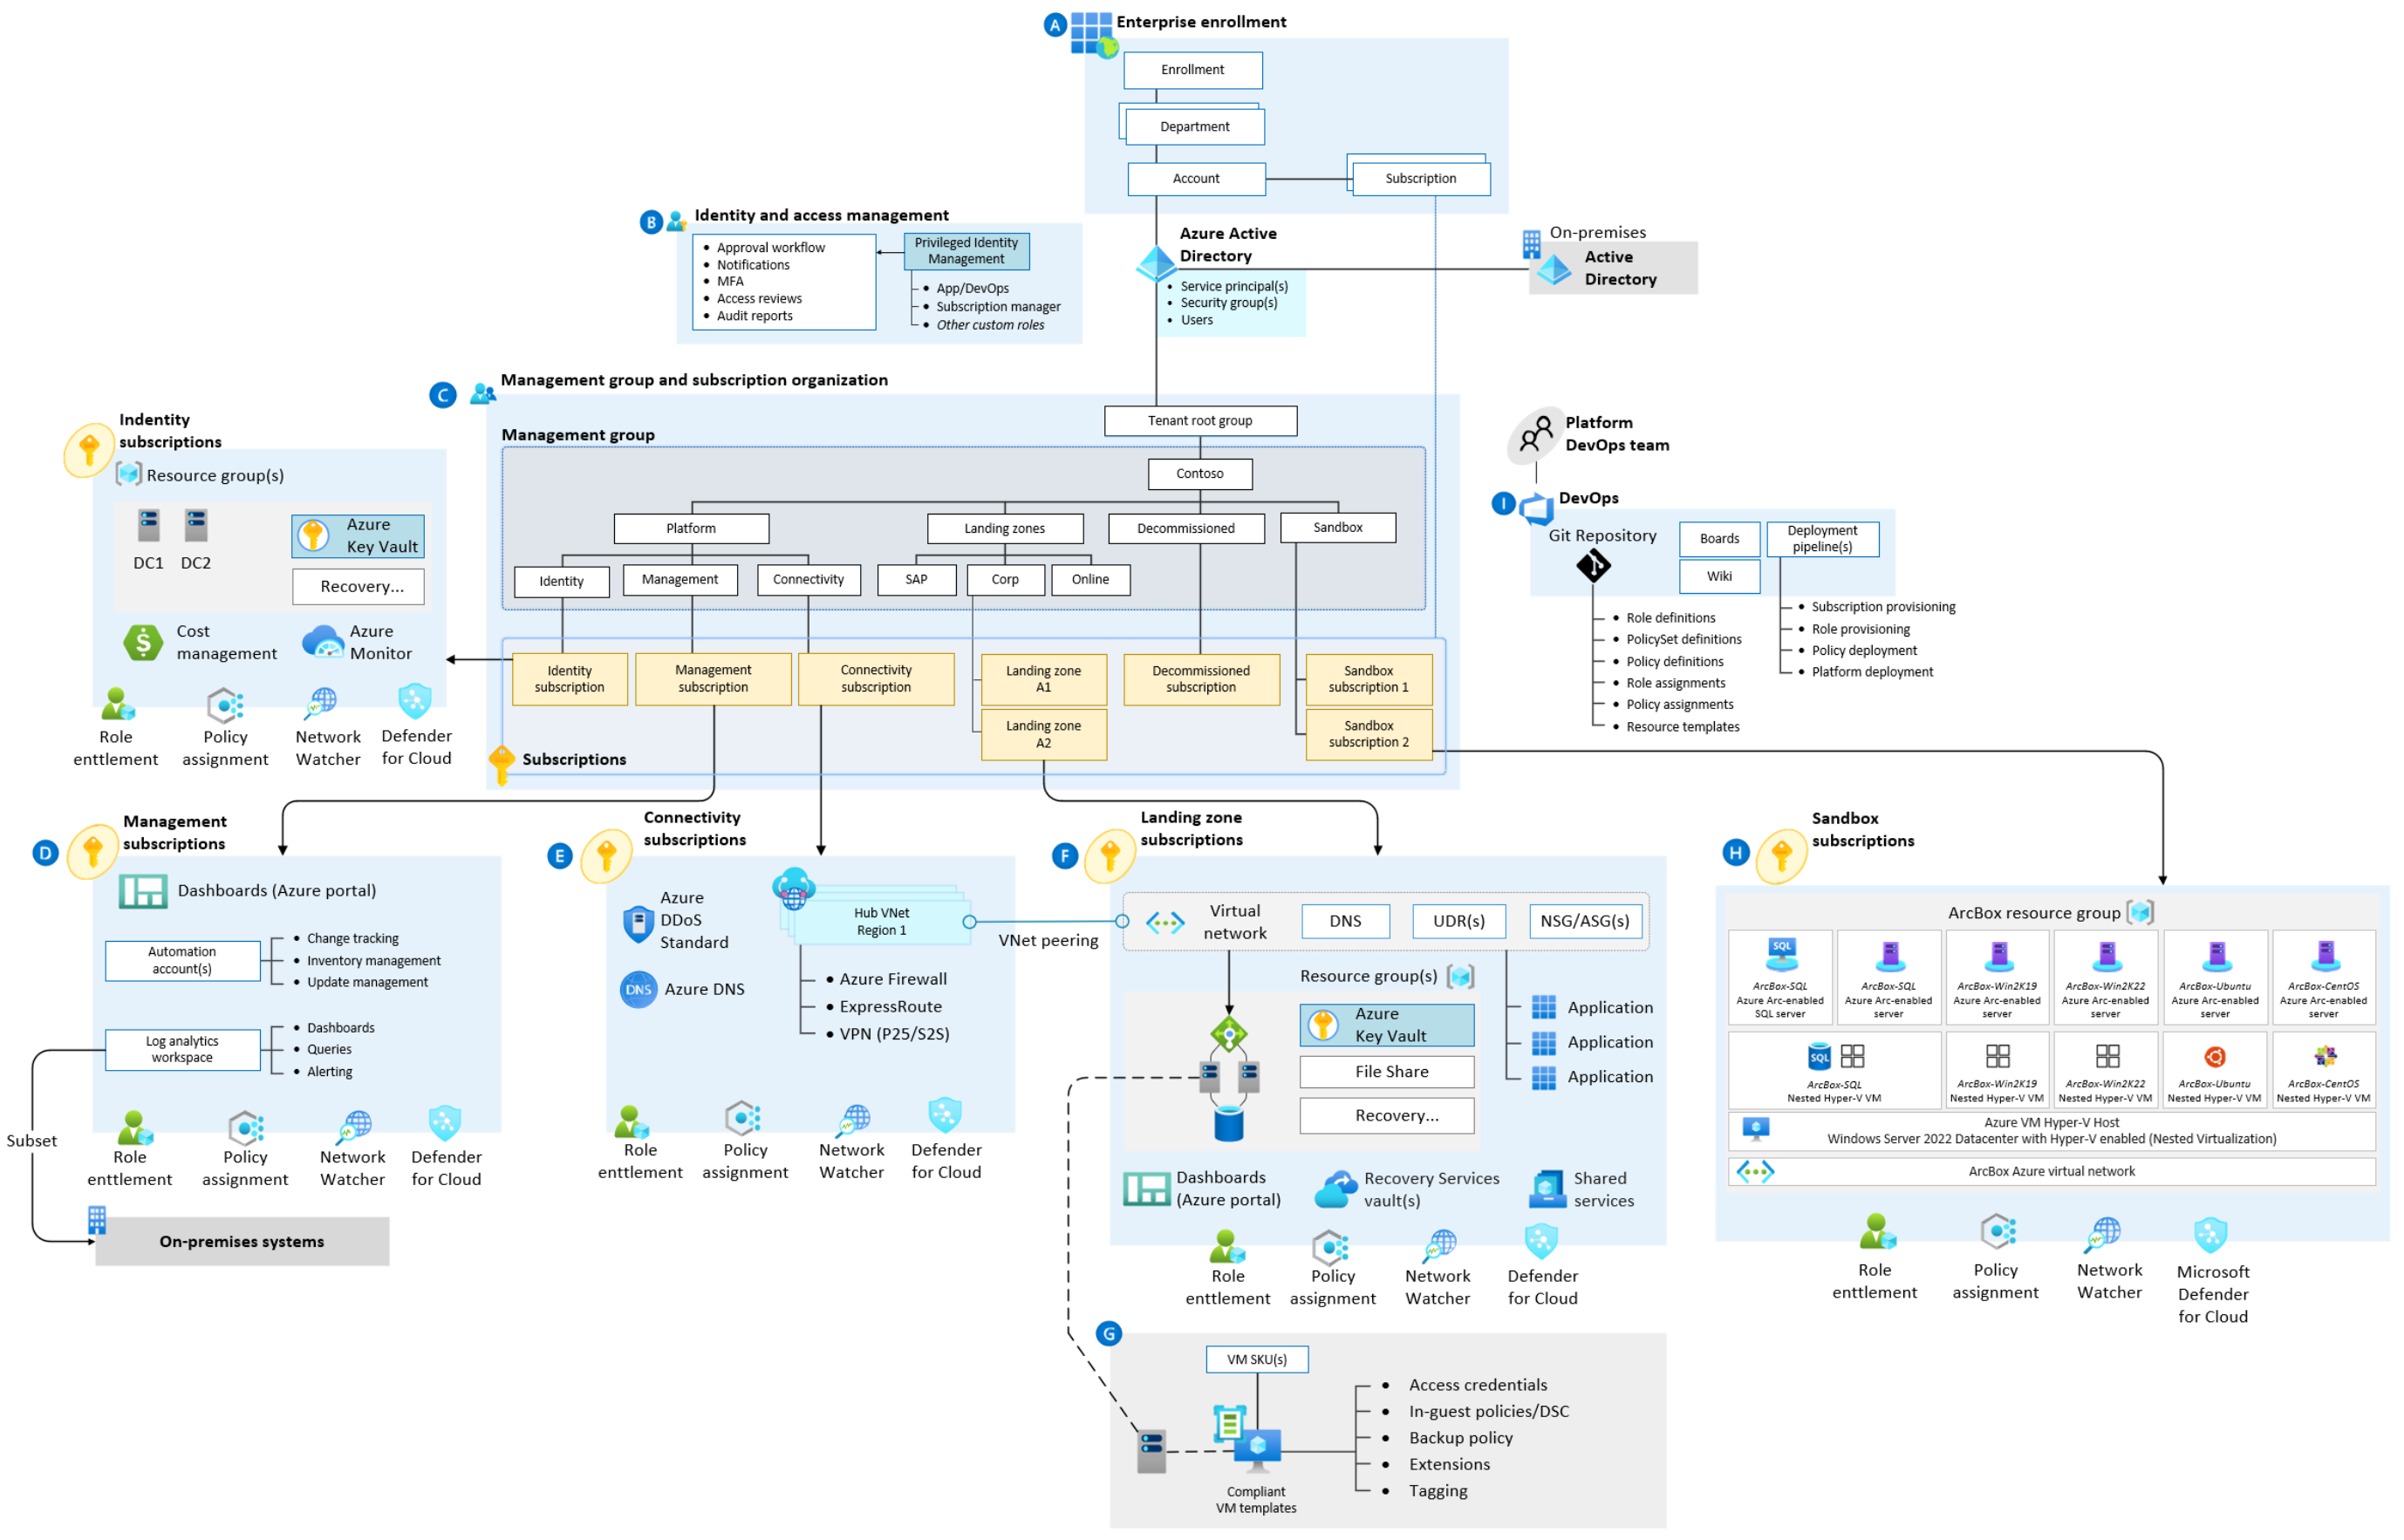 A
Enterprise enrollment
Enrollment
Department
Account
Subscription
B
Identity and access management
• Approval workflow
• Notifications
• MFA
• Access reviews
• Audit reports
Privileged Identity
Management
• App/DevOps
• Subscription manager
• Other custom roles
Azure Active
Directory
• Service principal(s)
• Security group(s)
• Users
On-premises
Active
Directory
C
Management group and subscription organization
Tenant root group
Management group
Contoso
Platform
Landing zones
Decommissioned
Sandbox
Identity
Management
Connectivity
SAP
Corp
Online
Identity
subscription
Management
subscription
Connectivity
subscription
Landing zone
A1
Decommissioned
subscription
Sandbox
subscription 1
Landing zone
A2
Sandbox
subscription 2
Subscriptions
Indentity
subscriptions
Resource group(s)
DC1
DC2
Azure
Key Vault
Recovery...
Cost
management
Azure
Monitor
Role
enttlement
Policy
assignment
Network
Watcher
Defender
for Cloud
Platform
DevOps team
I
DevOps
Git Repository
Boards
Wiki
Deployment
pipeline(s)
• Role definitions
• PolicySet definitions
• Policy definitions
• Role assignments
• Policy assignments
• Resource templates
• Subscription provisioning
• Role provisioning
• Policy deployment
• Platform deployment
D
Management
subscriptions
Dashboards (Azure portal)
Automation
account(s)
• Change tracking
• Inventory management
• Update management
Log analytics
workspace
• Dashboards
• Queries
• Alerting
Role
enttlement
Policy
assignment
Network
Watcher
Defender
for Cloud
Subset
On-premises systems
E
Connectivity
subscriptions
Azure
DDoS
Standard
DNS
Azure DNS
Hub VNet
Region 1
VNet peering
• Azure Firewall
• ExpressRoute
• VPN (P25/S2S)
Role
enttlement
Policy
assignment
Network
Watcher
Defender
for Cloud
F
Landing zone
subscriptions
Virtual
network
DNS
UDR(s)
NSG/ASG(s)
Resource group(s)
Azure
Key Vault
File Share
Recovery...
Application
Application
Application
Dashboards
(Azure portal)
Recovery Services
vault(s)
Shared
services
Role
enttlement
Policy
assignment
Network
Watcher
Defender
for Cloud
G
VM SKU(s)
Compliant
VM templates
• Access credentials
• In-guest policies/DSC
• Backup policy
• Extensions
• Tagging
H
Sandbox
subscriptions
ArcBox resource group
SQL
ArcBox-SQL
Azure Arc-enabled
SQL server
ArcBox-SQL
Azure Arc-enabled
server
ArcBox-Win2K19
Azure Arc-enabled
server
ArcBox-Win2K22
Azure Arc-enabled
server
ArcBox-Ubuntu
Azure Arc-enabled
server
ArcBox-CentOS
Azure Arc-enabled
server
SQL
ArcBox-SQL
Nested Hyper-V VM
ArcBox-Win2K19
Nested Hyper-V VM
ArcBox-Win2K22
Nested Hyper-V VM
ArcBox-Ubuntu
Nested Hyper-V VM
ArcBox-CentOS
Nested Hyper-V VM
Azure VM Hyper-V Host
Windows Server 2022 Datacenter with Hyper-V enabled (Nested Virtualization)
ArcBox Azure virtual network
Role
enttlement
Policy
assignment
Network
Watcher
Microsoft
Defender
for Cloud